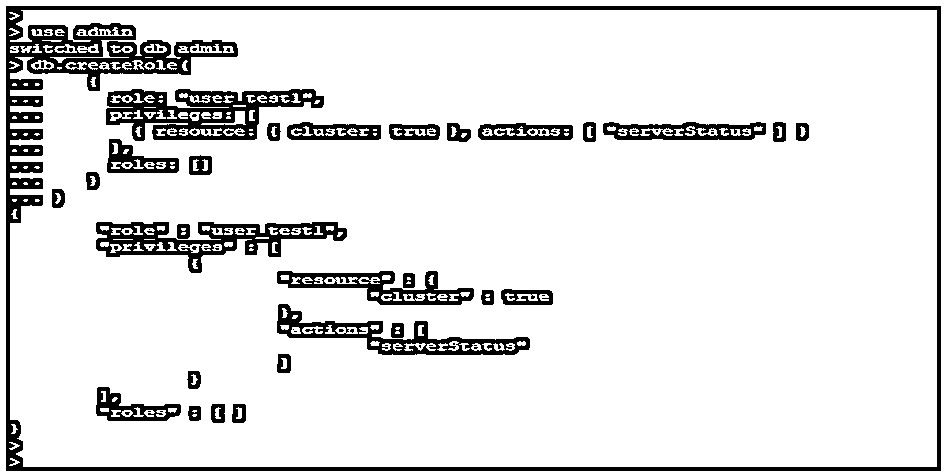 >
> use admin
switched to db admin
> db.createRole(
...     {
...       role: "user_test1",
...       privileges: [
...         { resource: { cluster: true }, actions: [ "serverStatus" ] }
...       ],
...       roles: []
...     }
... )
{
        "role" : "user_test1",
        "privileges" : [
                {
                        "resource" : {
                                "cluster" : true
                        },
                        "actions" : [
                                "serverStatus"
                        ]
                }
        ],
        "roles" : [ ]
}
>
>